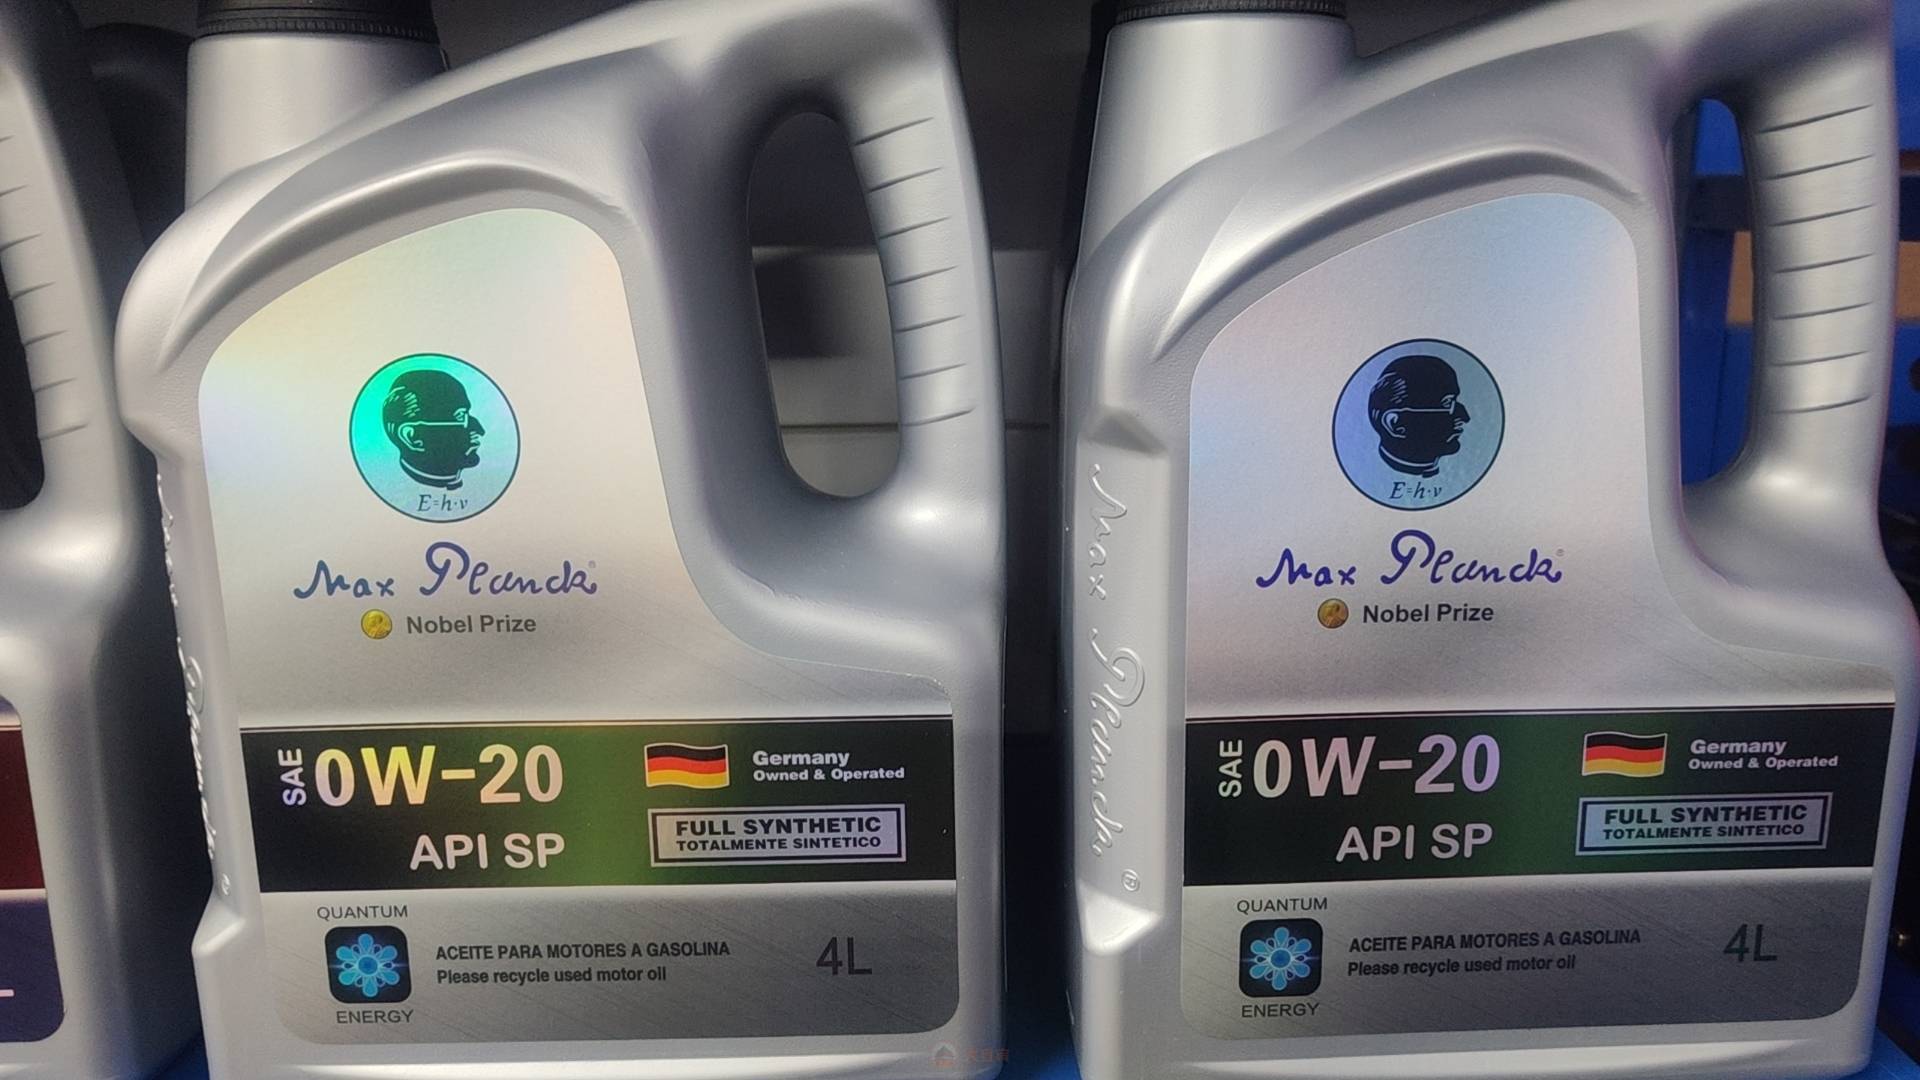 E=h·ν
Max Planck®
Nobel Prize
SAE 0W-20
API SP
Germany
Owned & Operated
FULL SYNTHETIC
TOTALMENTE SINTETICO
QUANTUM
ENERGY
ACEITE PARA MOTORES A GASOLINA
Please recycle used motor oil
4L
Max Planck ®
E=h·ν
Max Planck®
Nobel Prize
SAE 0W-20
API SP
Germany
Owned & Operated
FULL SYNTHETIC
TOTALMENTE SINTETICO
QUANTUM
ENERGY
ACEITE PARA MOTORES A GASOLINA
Please recycle used motor oil
4L